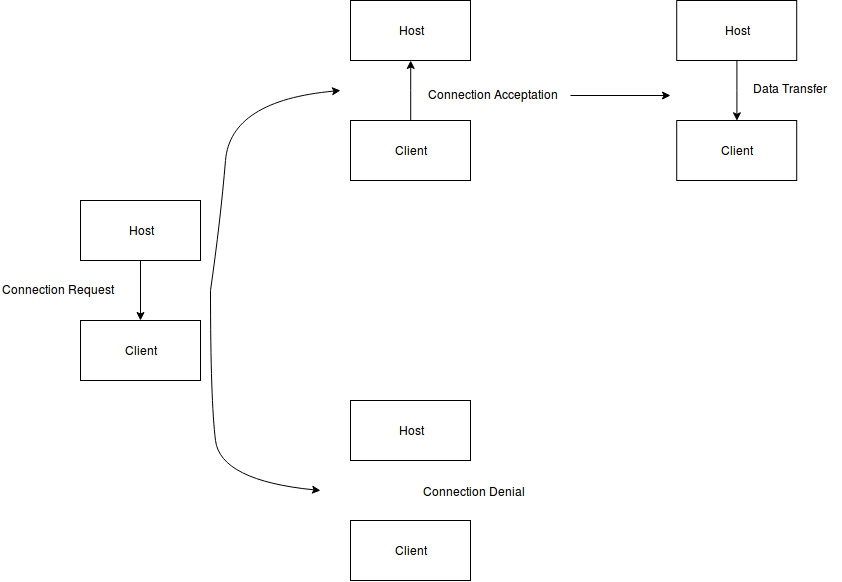 Host
Connection Request
Client
Host
Connection Acceptation
Client
Host
Data Transfer
Client
Host
Connection Denial
Client